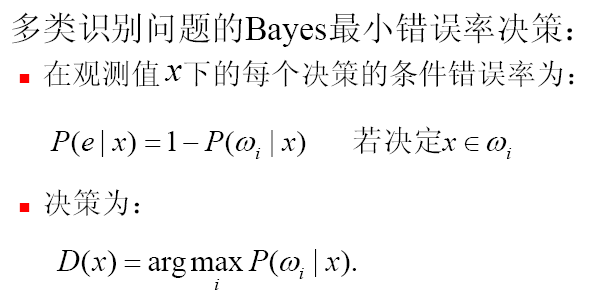 多类识别问题的Bayes最小错误率决策：
在观测值x下的每个决策的条件错误率为：
P(e | x) = 1 − P(ω_i | x) 若决定x ∈ ω_i
决策为：
D(x) = arg max_i P(ω_i | x).